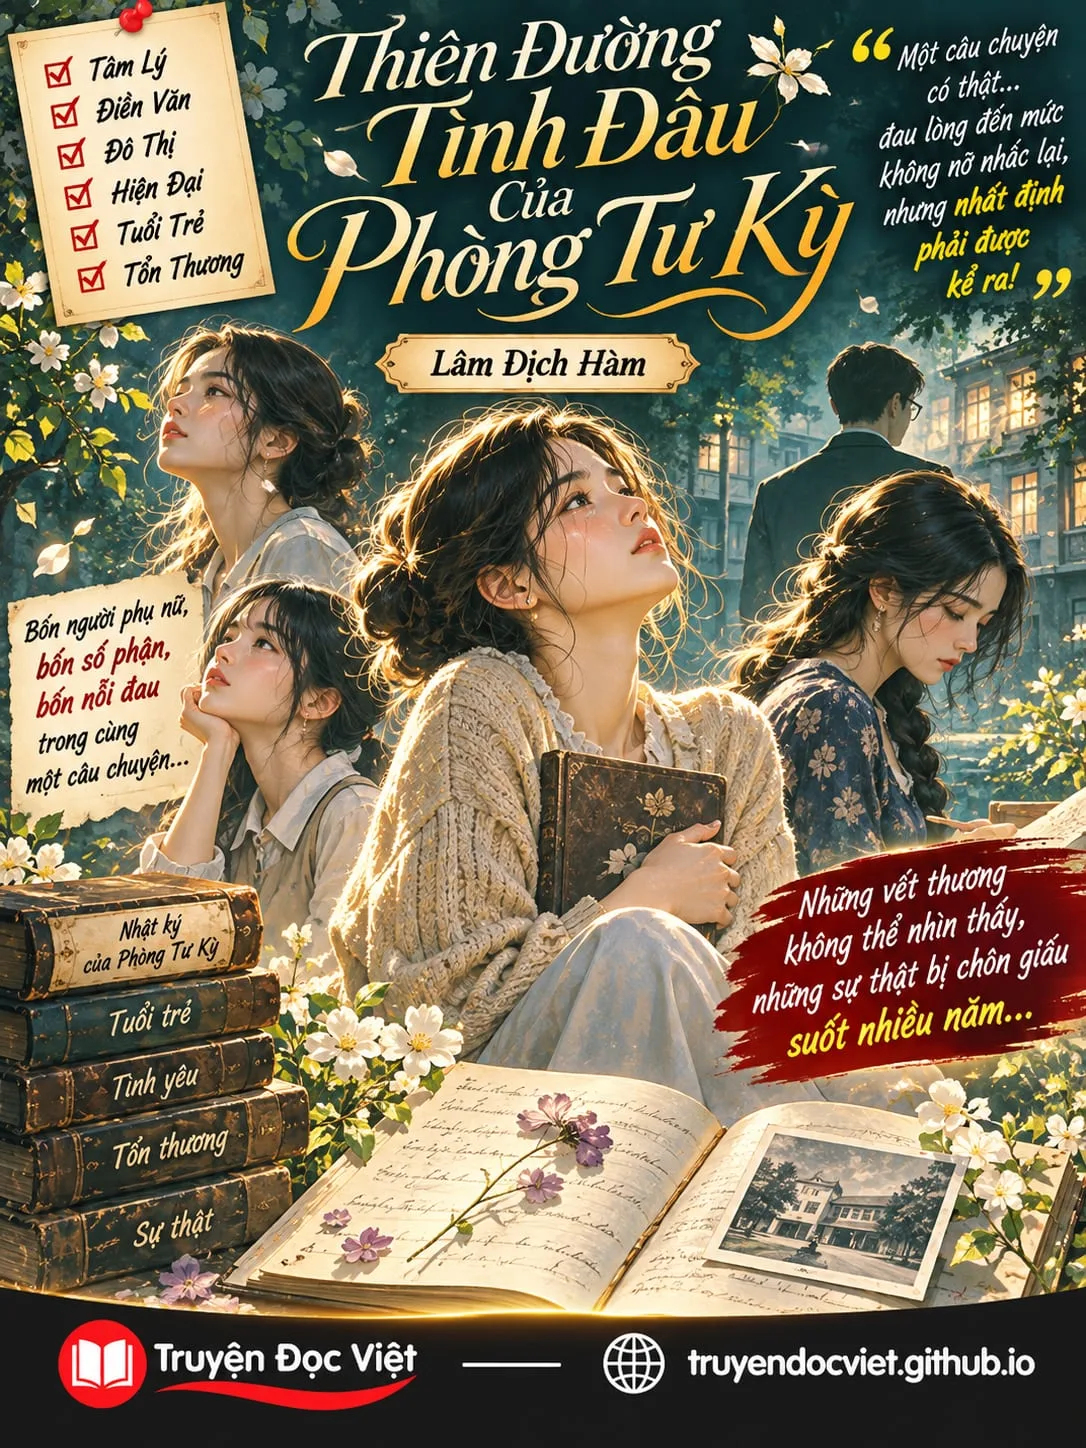 Tâm Lý
Điền Văn
Đô Thị
Hiện Đại
Tuổi Trẻ
Tổn Thương
Thiên Đường
Tình Đầu
Của
Phòng Tư Kỳ
Lâm Dịch Hàm
“Một câu chuyện
có thật...
đau lòng đến mức
không nỡ nhắc lại,
nhưng nhất định
phải được
kể ra!”
Bốn người phụ nữ,
bốn số phận,
bốn nỗi đau
trong cùng
một câu chuyện...
Những vết thương
không thể nhìn thấy,
những sự thật bị chôn giấu
suốt nhiều năm...
Nhật ký
của Phòng Tư Kỳ
Tuổi trẻ
Tình yêu
Tổn thương
Sự thật
Truyện Đọc Việt
truyendocviet.github.io